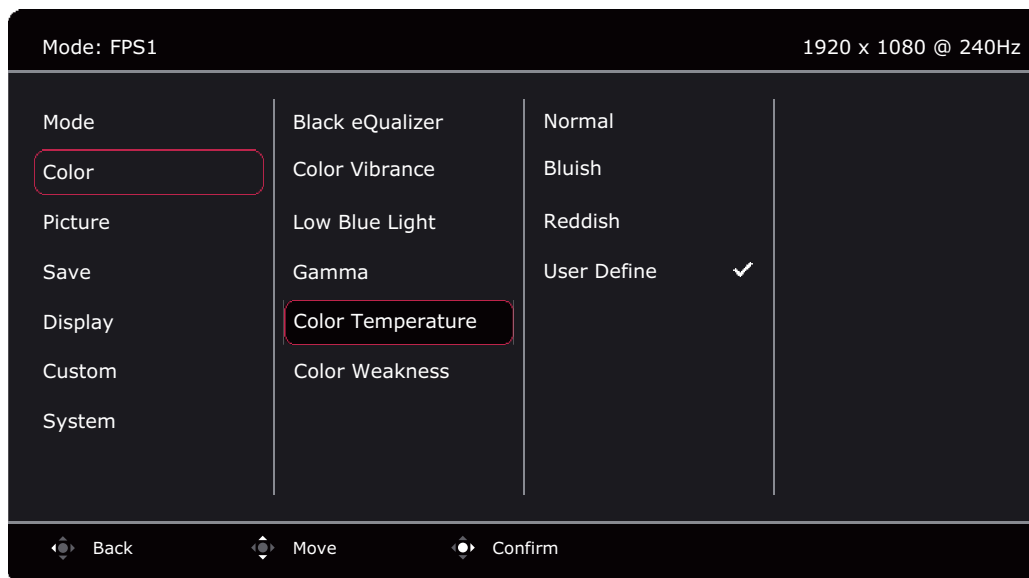 Mode: FPS1
1920 x 1080 @ 240Hz
Mode
Color
Picture
Save
Display
Custom
System
Black eQualizer
Color Vibrance
Low Blue Light
Gamma
Color Temperature
Color Weakness
Normal
Bluish
Reddish
User Define
Back
Move
Confirm